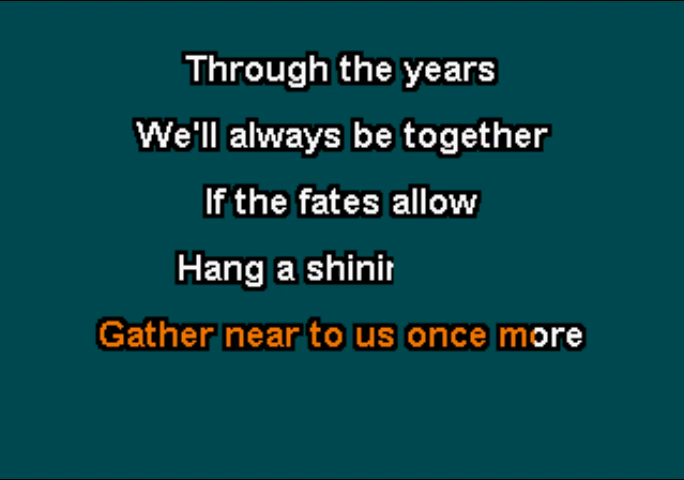 Through the years
We'll always be together
If the fates allow
Hang a shinin
Gather near to us once more